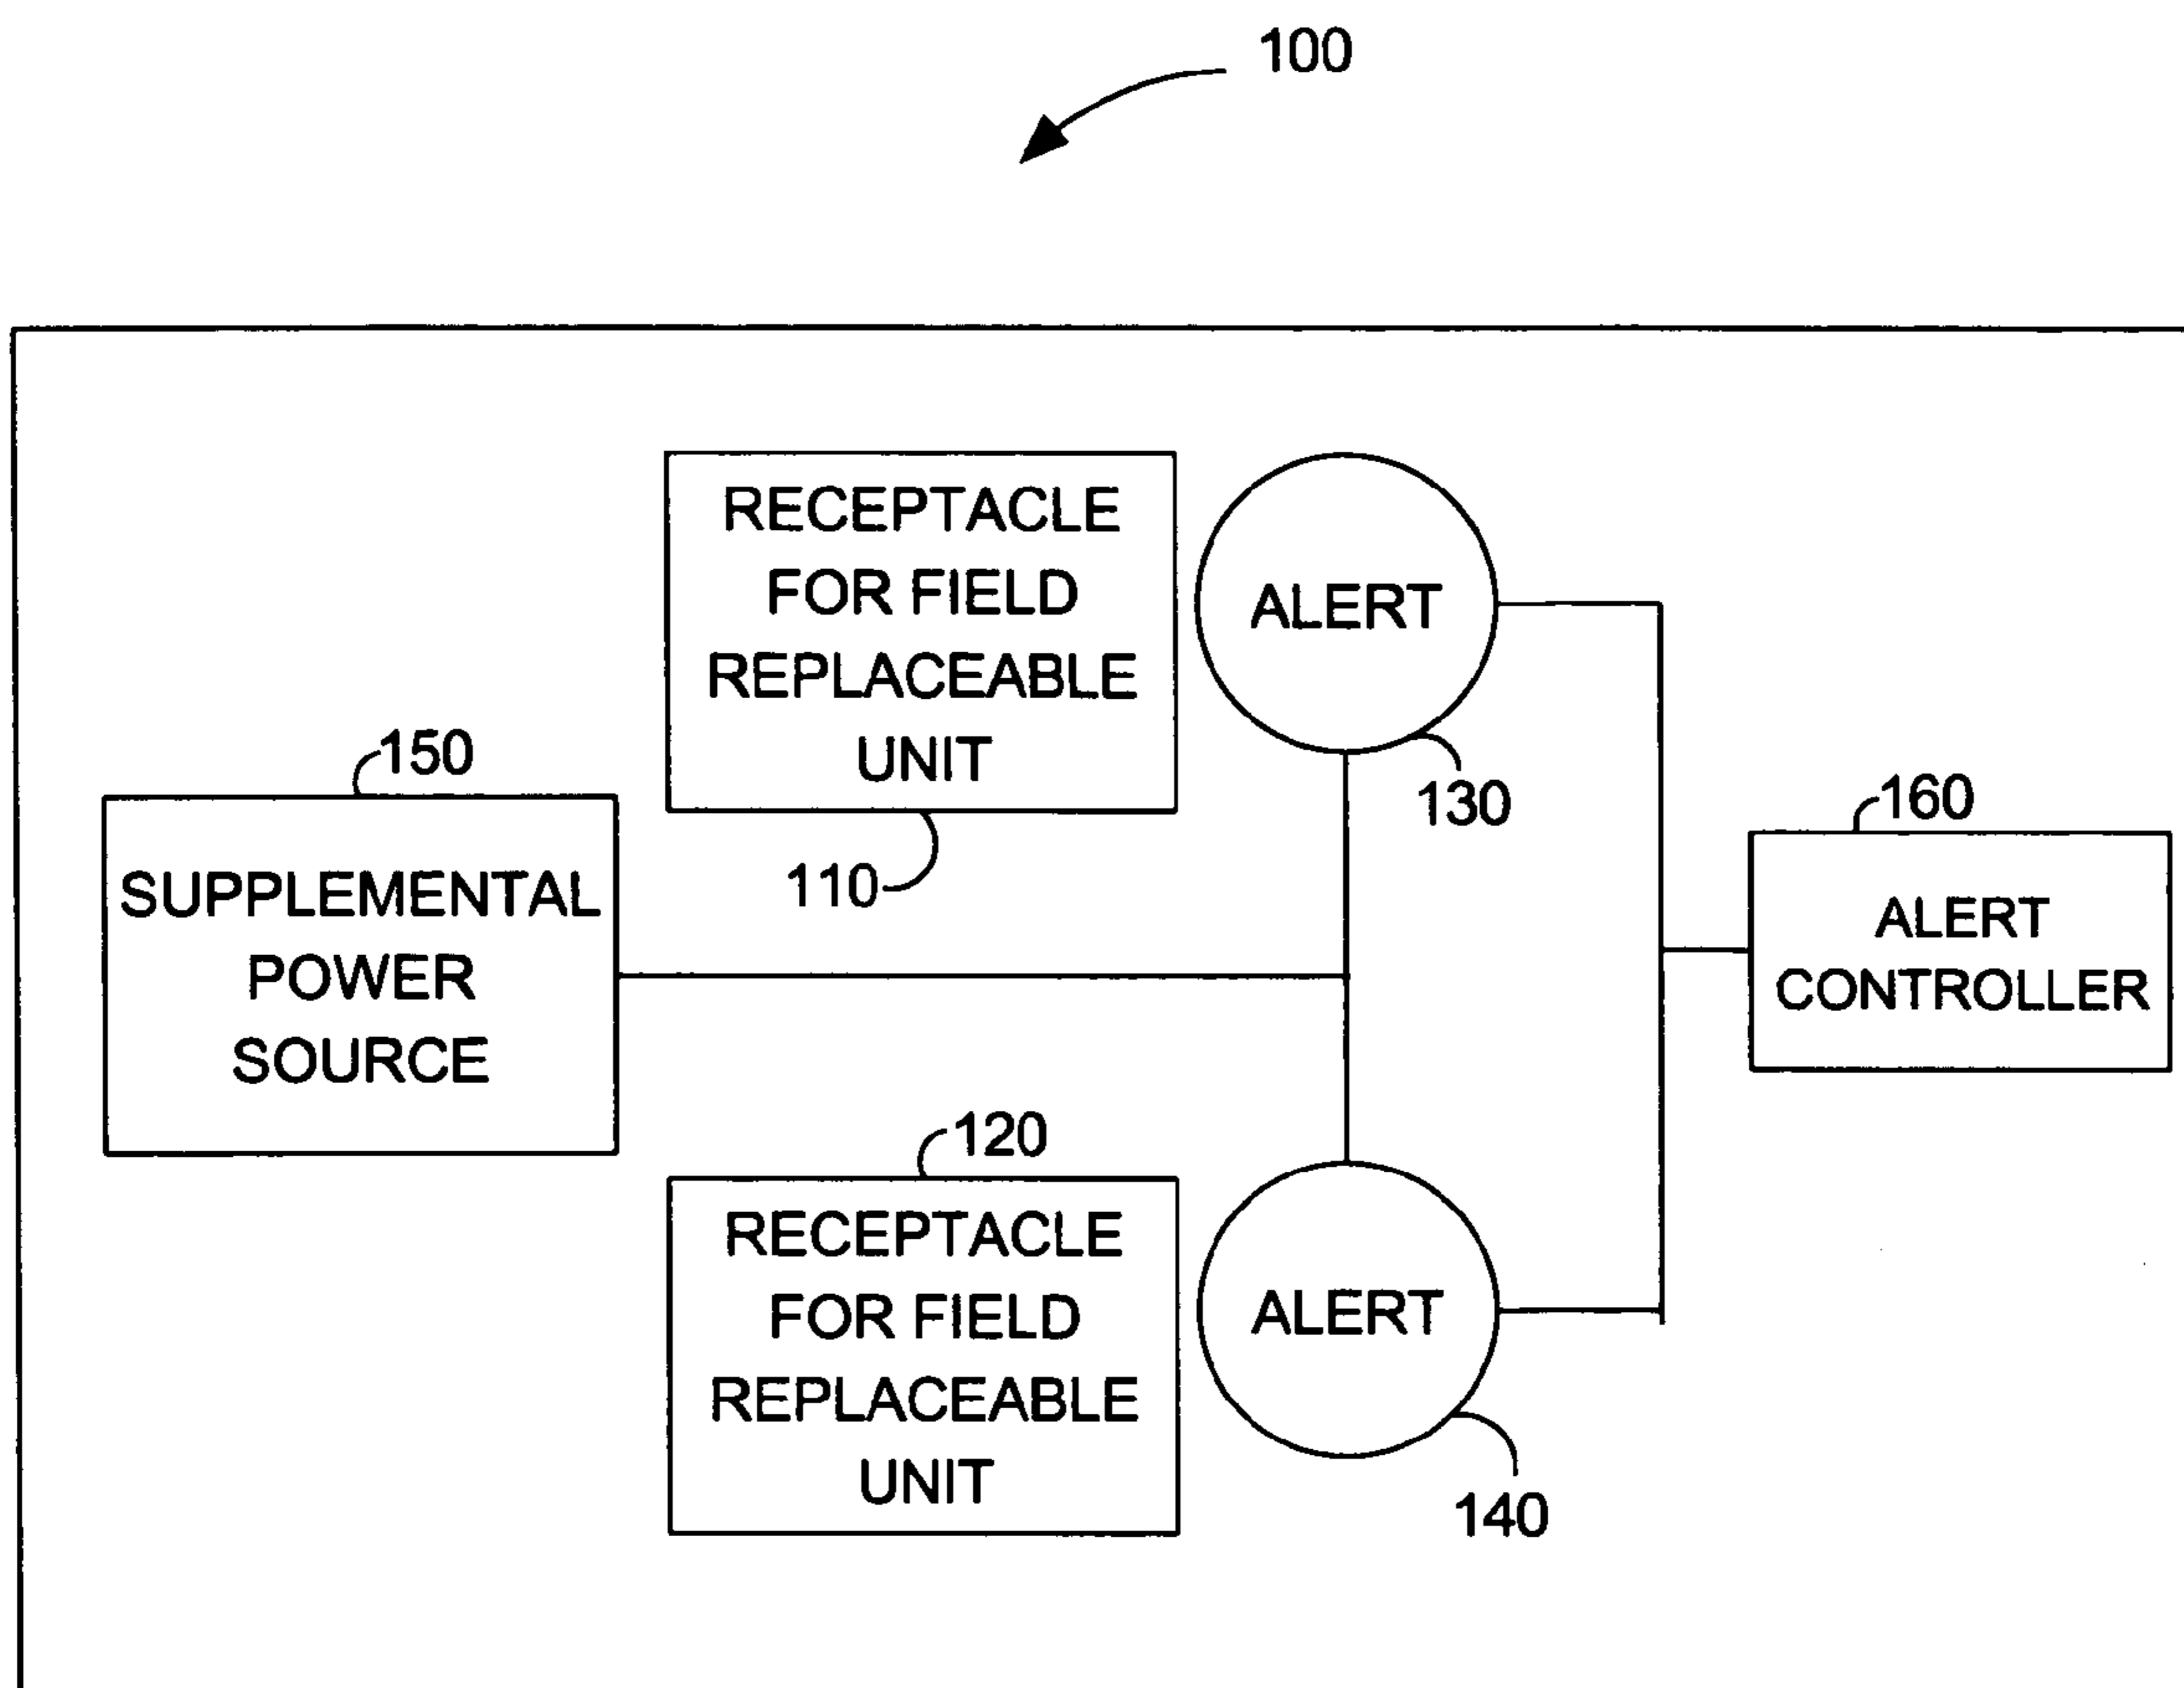 100
RECEPTACLE
FOR FIELD
REPLACEABLE
UNIT
110
ALERT
130
150
SUPPLEMENTAL
POWER
SOURCE
160
ALERT
CONTROLLER
120
RECEPTACLE
FOR FIELD
REPLACEABLE
UNIT
ALERT
140